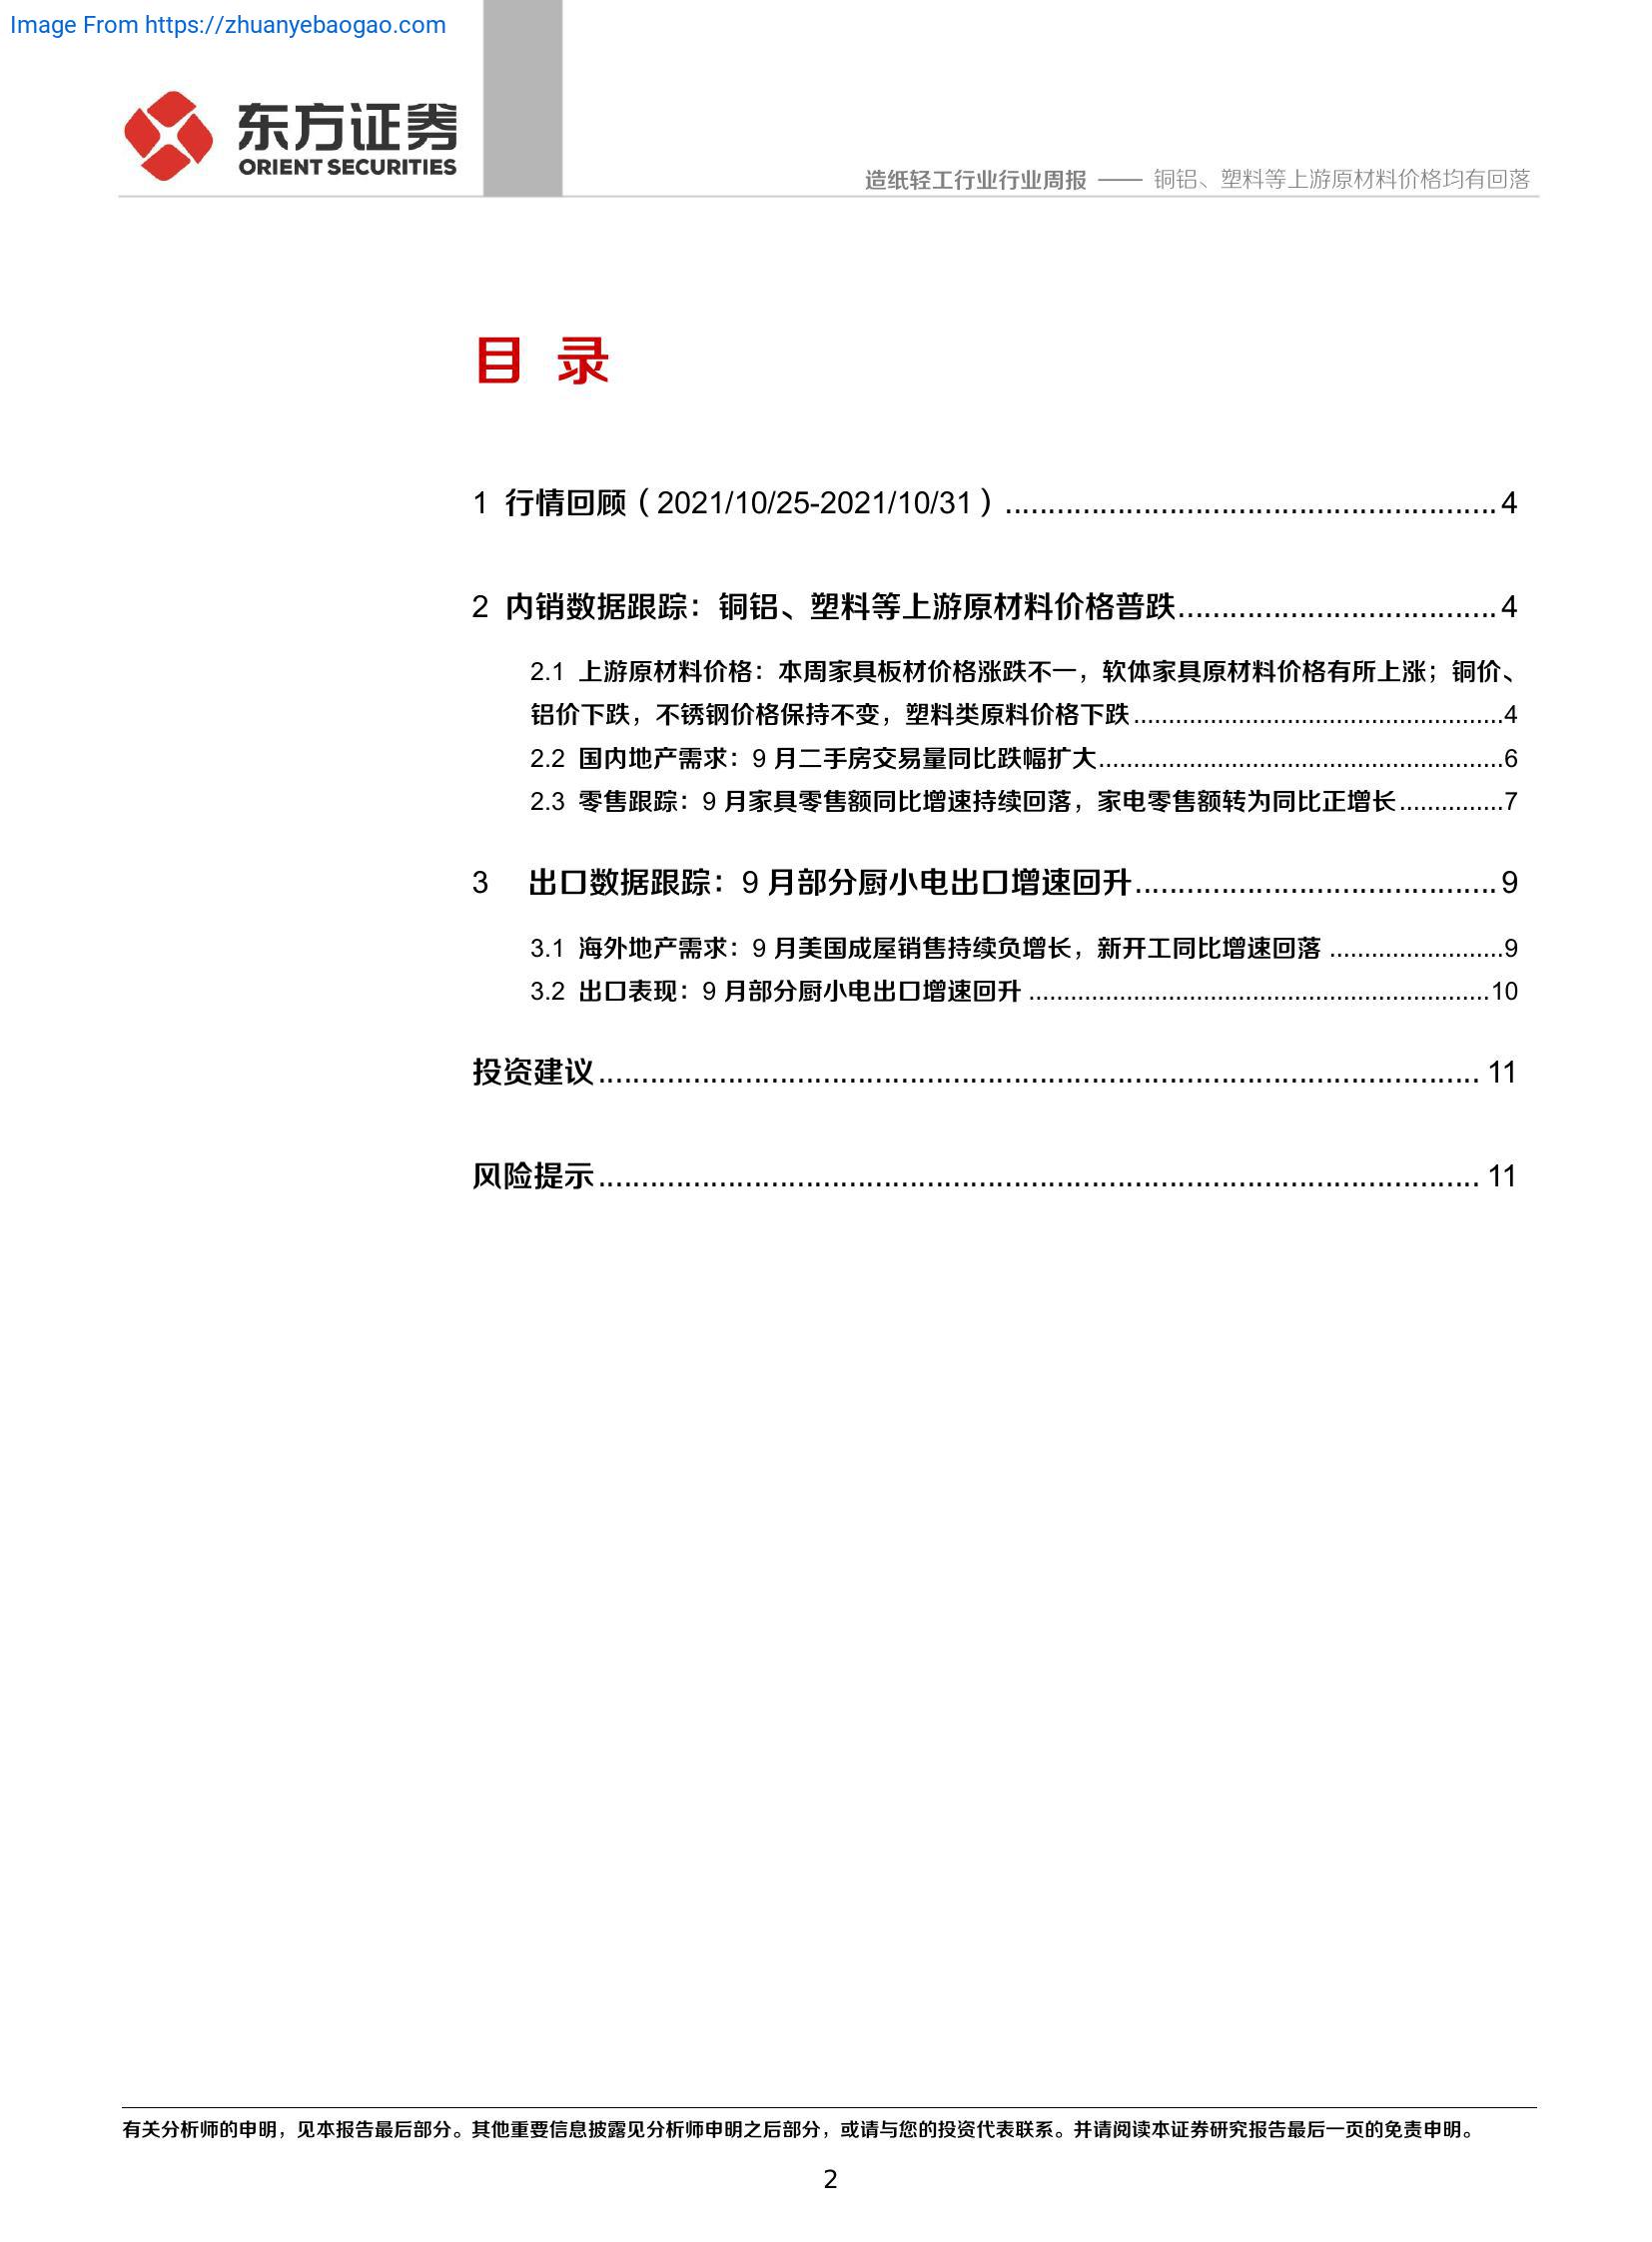 Image From https://zhuanyebaogao.com
东方证券
ORIENT SECURITIES
造纸轻工行业行业周报 —— 铜铝、塑料等上游原材料价格均有回落
目 录
1 行情回顾（2021/10/25-2021/10/31）........................................................4
2 内销数据跟踪：铜铝、塑料等上游原材料价格普跌....................................4
2.1 上游原材料价格：本周家具板材价格涨跌不一，软体家具原材料价格有所上涨；铜价、
铝价下跌，不锈钢价格保持不变，塑料类原料价格下跌.....................................................4
2.2 国内地产需求：9 月二手房交易量同比跌幅扩大..........................................................6
2.3 零售跟踪：9 月家具零售额同比增速持续回落，家电零售额转为同比正增长...............7
3 出口数据跟踪：9 月部分厨小电出口增速回升.........................................9
3.1 海外地产需求：9 月美国成屋销售持续负增长，新开工同比增速回落.........................9
3.2 出口表现：9 月部分厨小电出口增速回升..................................................................10
投资建议.....................................................................................................11
风险提示.....................................................................................................11
有关分析师的申明，见本报告最后部分。其他重要信息披露见分析师申明之后部分，或请与您的投资代表联系。并请阅读本证券研究报告最后一页的免责申明。
2